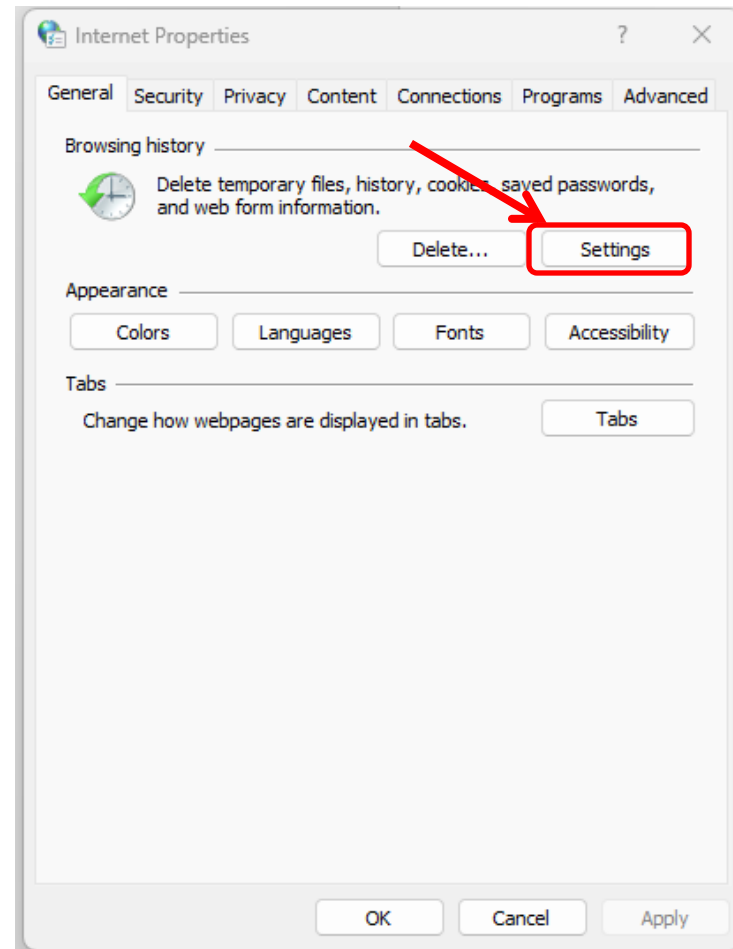 Internet Properties ?
General Security Privacy Content Connections Programs Advanced
Browsing history
Delete temporary files, history, cookies, saved passwords,
and web form information.
Delete... Settings
Appearance
Colors Languages Fonts Accessibility
Tabs
Change how webpages are displayed in tabs. Tabs
OK Cancel Apply